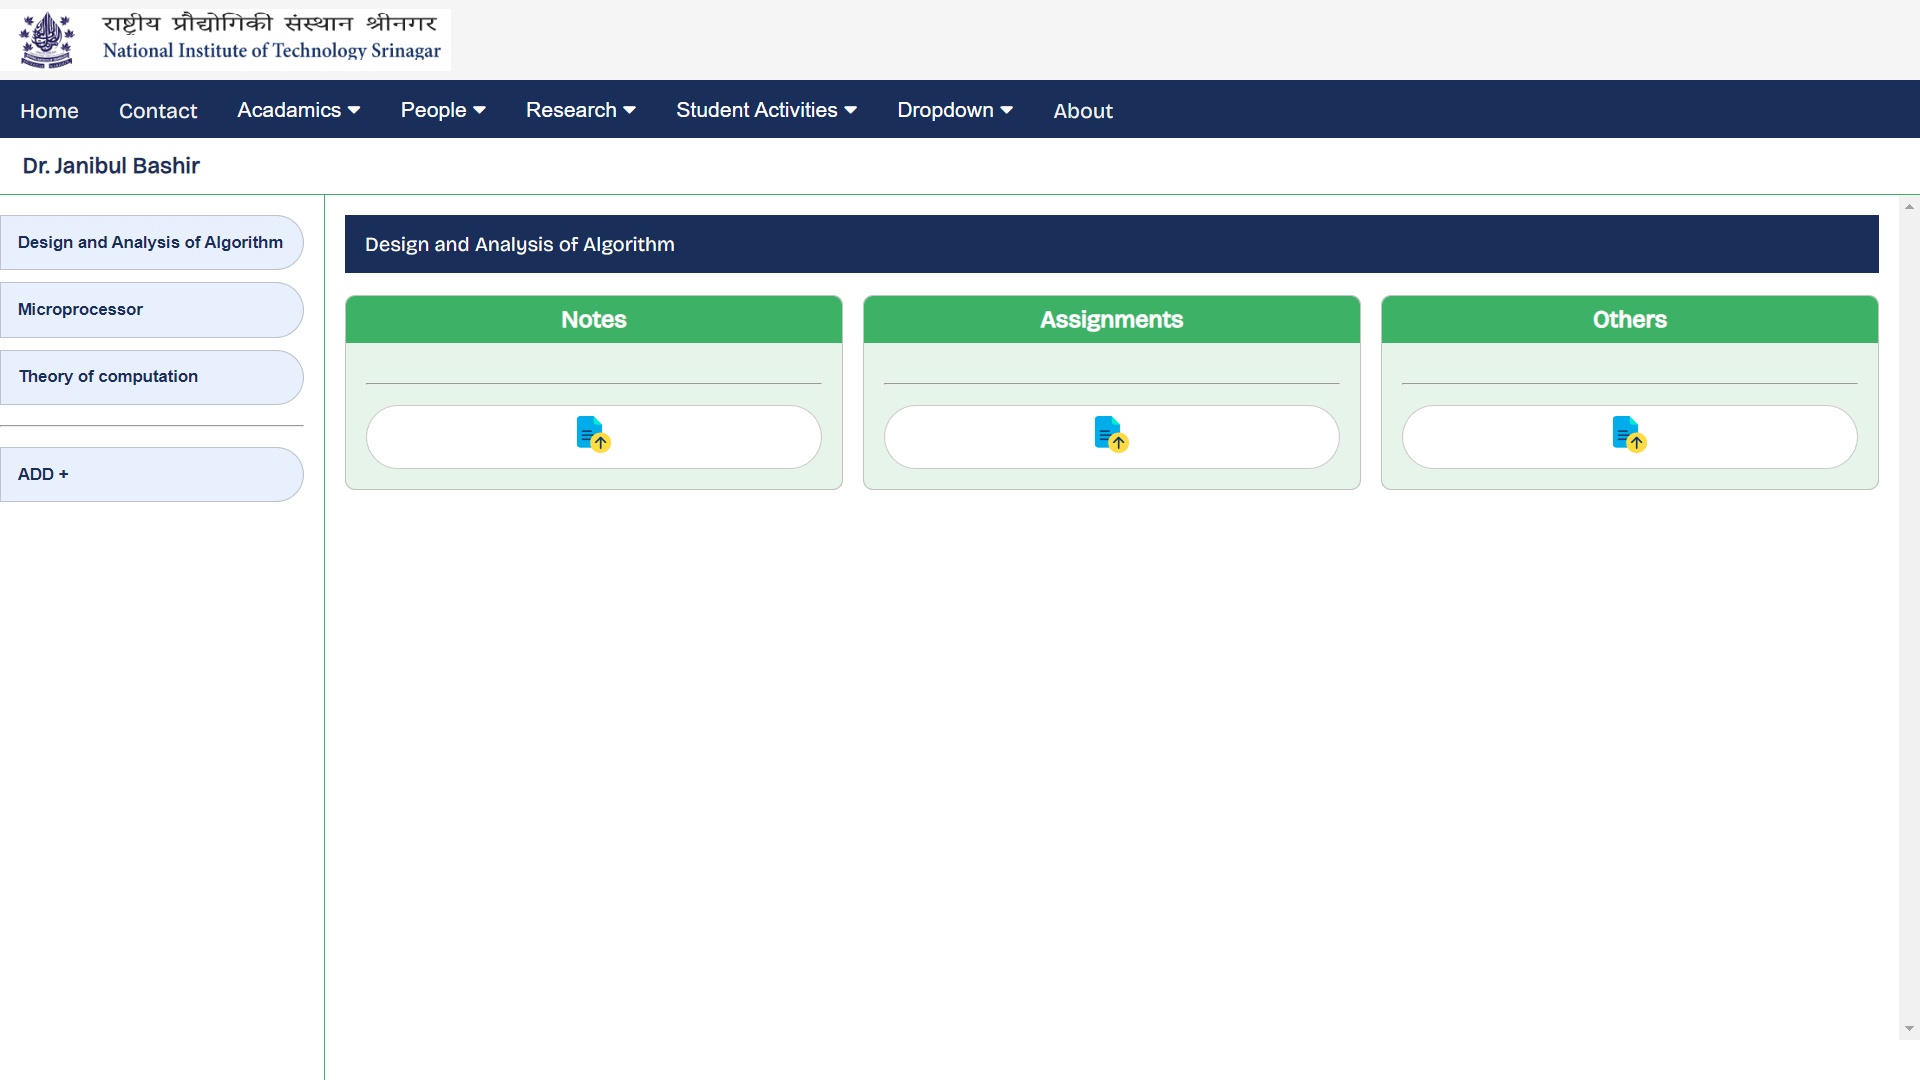 राष्ट्रीय प्रौद्योगिकी संस्थान श्रीनगर
National Institute of Technology Srinagar
Home Contact Acadamics People Research Student Activities Dropdown About
Dr. Janibul Bashir
Design and Analysis of Algorithm
Microprocessor
Theory of computation
ADD +
Design and Analysis of Algorithm
Notes Assignments Others